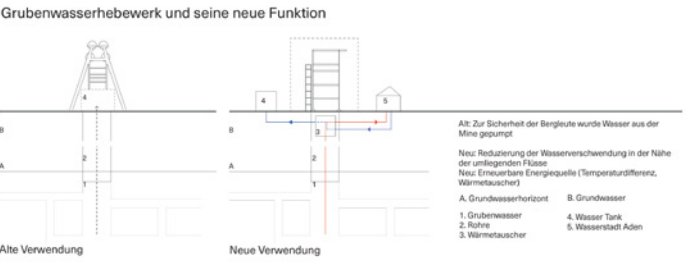 Grubenwasserhebewerk und seine neue Funktion
4
4
5
3
B
B
2
2
A
A
1
1
Alte Verwendung
Neue Verwendung
Alt: Zur Sicherheit der Bergleute wurde Wasser aus der
Mine gepumpt
Neu: Reduzierung der Wasserverschwendung in der Nähe
der umliegenden Flüsse
Neu: Erneuerbare Energiequelle (Temperaturdifferenz,
Wärmetauscher)
A. Grundwasserhorizont
B. Grundwasser
1. Grubenwasser
2. Rohre
3. Wärmetauscher
4. Wasser Tank
5. Wasserstadt Aden